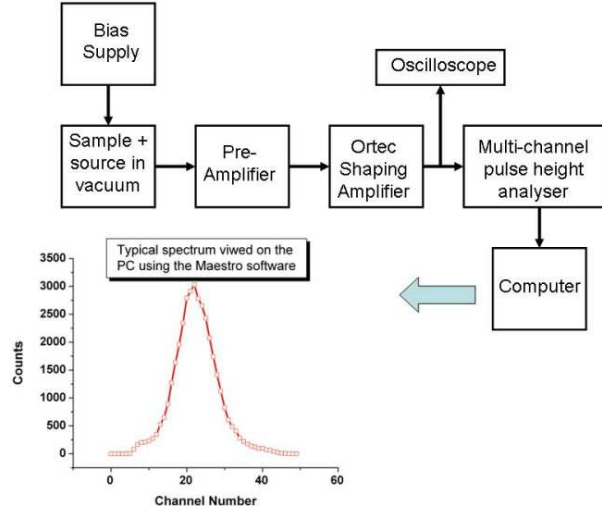 Bias
Supply
Oscilloscope
Sample +
source in
vacuum
Pre-
Amplifier
Ortec
Shaping
Amplifier
Multi-channel
pulse height
analyser
Computer
Typical spectrum viwed on the
PC using the Maestro software
3500
3000
2500
2000
1500
1000
500
0
Counts
0 20 40 60
Channel Number